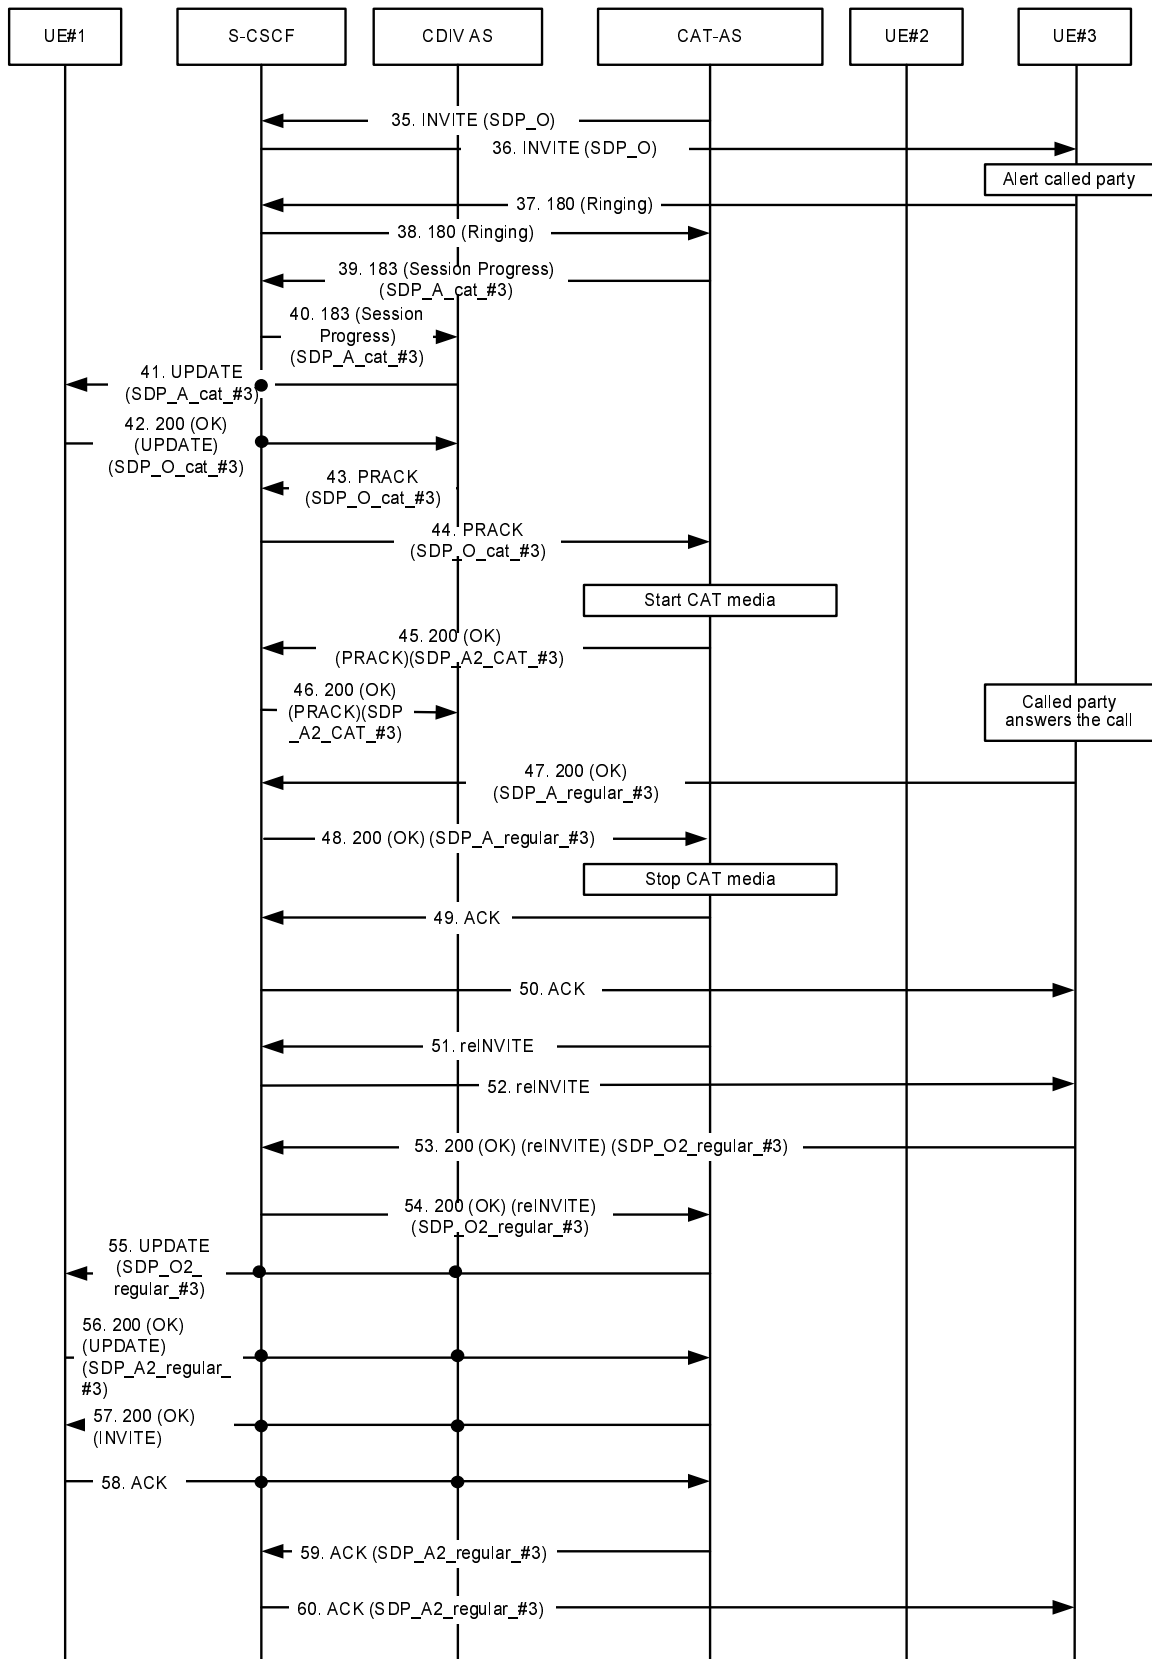 UE#1
S-CSCF
CDIV AS
CAT-AS
UE#2
UE#3
35. INVITE (SDP_O)
36. INVITE (SDP_O)
Alert called party
37. 180 (Ringing)
38. 180 (Ringing)
39. 183 (Session Progress)
(SDP_A_cat_#3)
40. 183 (Session
Progress)
(SDP_A_cat_#3)
41. UPDATE
(SDP_A_cat_#3)
42. 200 (OK)
(UPDATE)
(SDP_O_cat_#3)
43. PRACK
(SDP_O_cat_#3)
44. PRACK
(SDP_O_cat_#3)
Start CAT media
45. 200 (OK)
(PRACK)(SDP_A2_CAT_#3)
46. 200 (OK)
(PRACK)(SDP
_A2_CAT_#3)
Called party
answers the call
47. 200 (OK)
(SDP_A_regular_#3)
48. 200 (OK) (SDP_A_regular_#3)
Stop CAT media
49. ACK
50. ACK
51. reINVITE
52. reINVITE
53. 200 (OK) (reINVITE) (SDP_O2_regular_#3)
54. 200 (OK) (reINVITE)
(SDP_O2_regular_#3)
55. UPDATE
(SDP_O2_
regular_#3)
56. 200 (OK)
(UPDATE)
(SDP_A2_regular_
#3)
57. 200 (OK)
(INVITE)
58. ACK
59. ACK (SDP_A2_regular_#3)
60. ACK (SDP_A2_regular_#3)